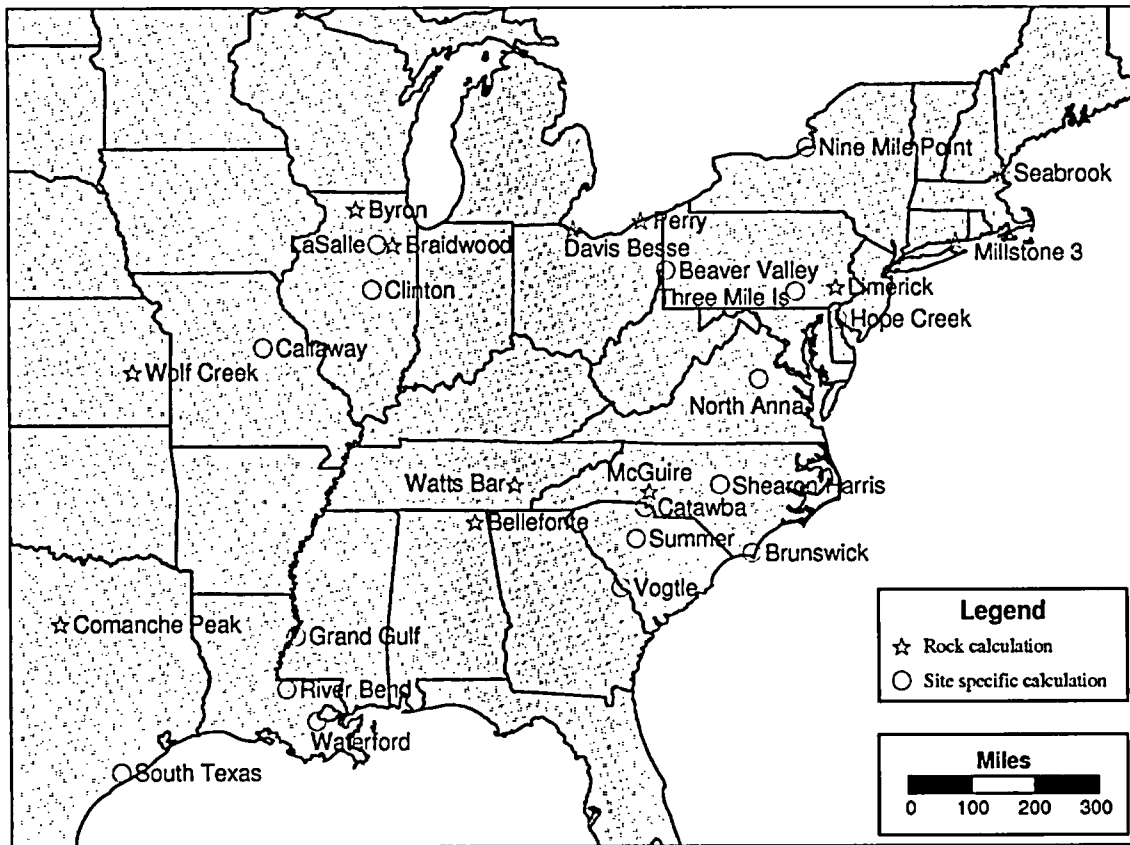 Nine Mile Point
Seabrook
Byron
Perry
LaSalle
Braidwood
Davis Besse
Millstone 3
Beaver Valley
Clinton
Three Mile Is
Limerick
Hope Creek
Callaway
Wolf Creek
North Anna
McGuire
Watts Bar
Shearon Harris
Catawba
Bellefonte
Summer
Brunswick
Vogtle
Comanche Peak
Grand Gulf
River Bend
Waterford
South Texas
Legend
Rock calculation
Site specific calculation
Miles
0 100 200 300